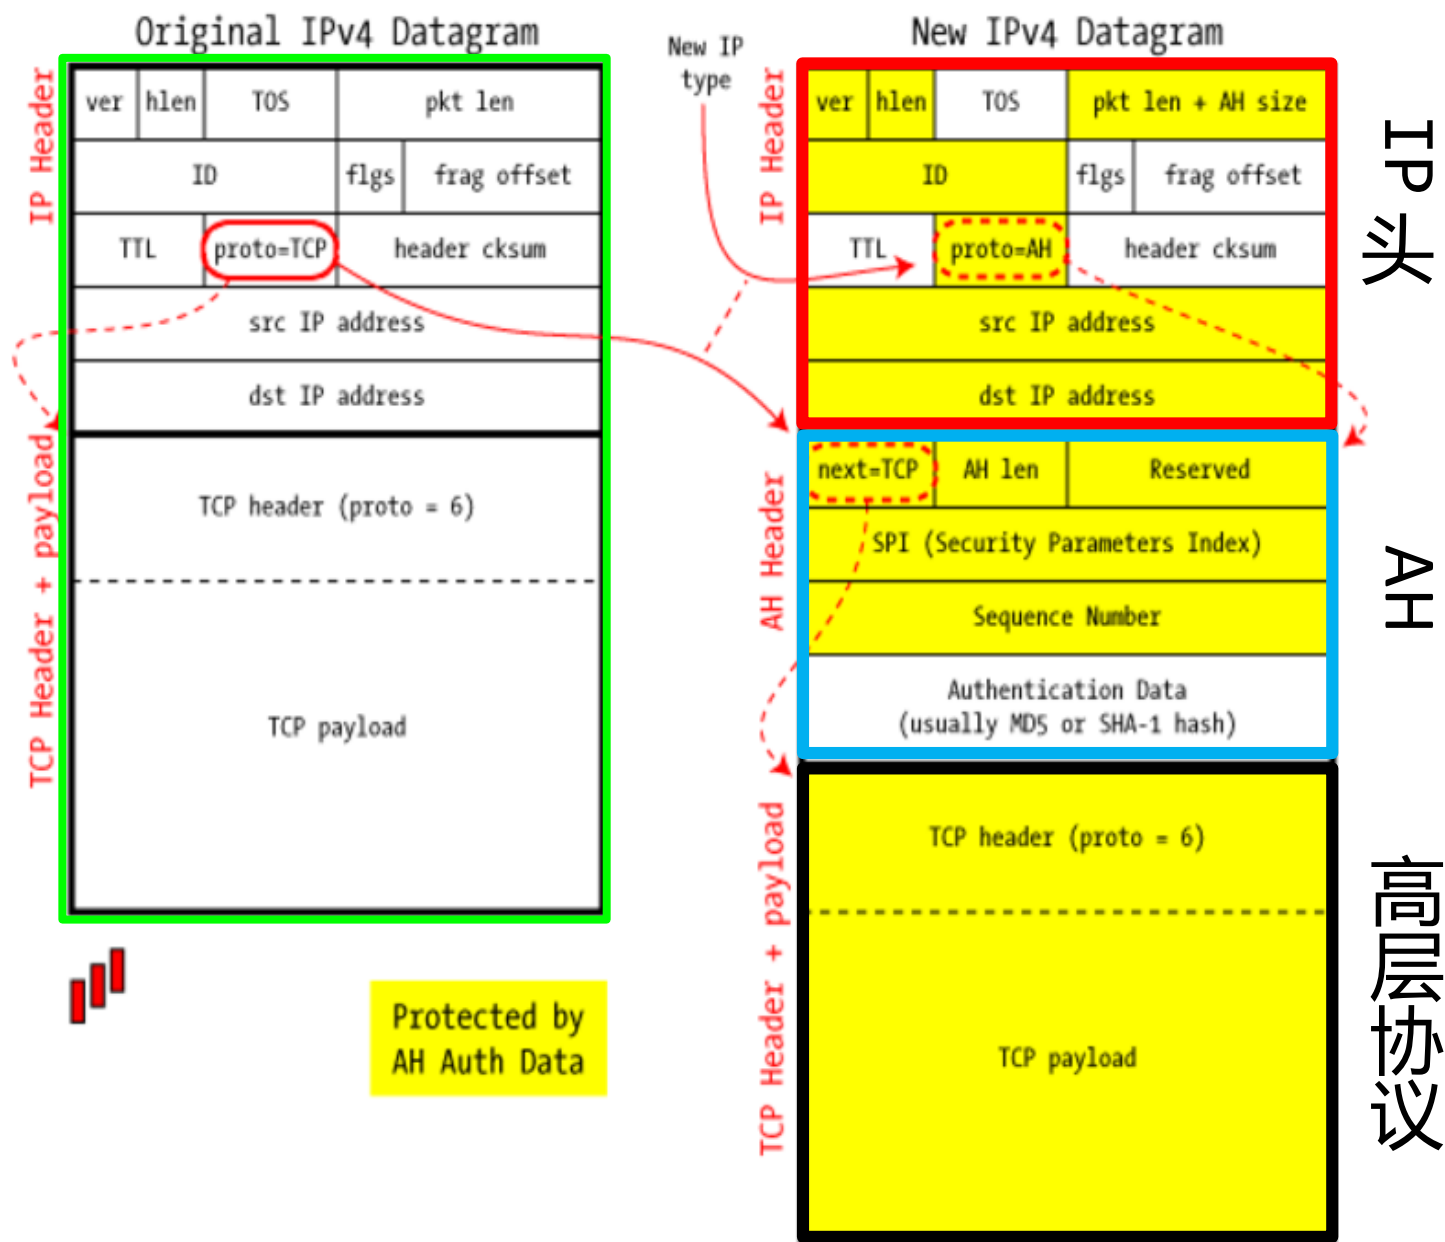 Original IPv4 Datagram
IP Header
ver hlen TOS pkt len
ID flgs frag offset
TTL proto=TCP header cksum
src IP address
dst IP address
TCP Header + payload
TCP header (proto = 6)
TCP payload
Protected by
AH Auth Data
New IP
type
New IPv4 Datagram
IP Header
ver hlen TOS pkt len + AH size
ID flgs frag offset
TTL proto=AH header cksum
src IP address
dst IP address
IP头
AH Header
next=TCP AH len Reserved
SPI (Security Parameters Index)
Sequence Number
Authentication Data
(usually MD5 or SHA-1 hash)
AH
TCP Header + payload
TCP header (proto = 6)
TCP payload
高层协议